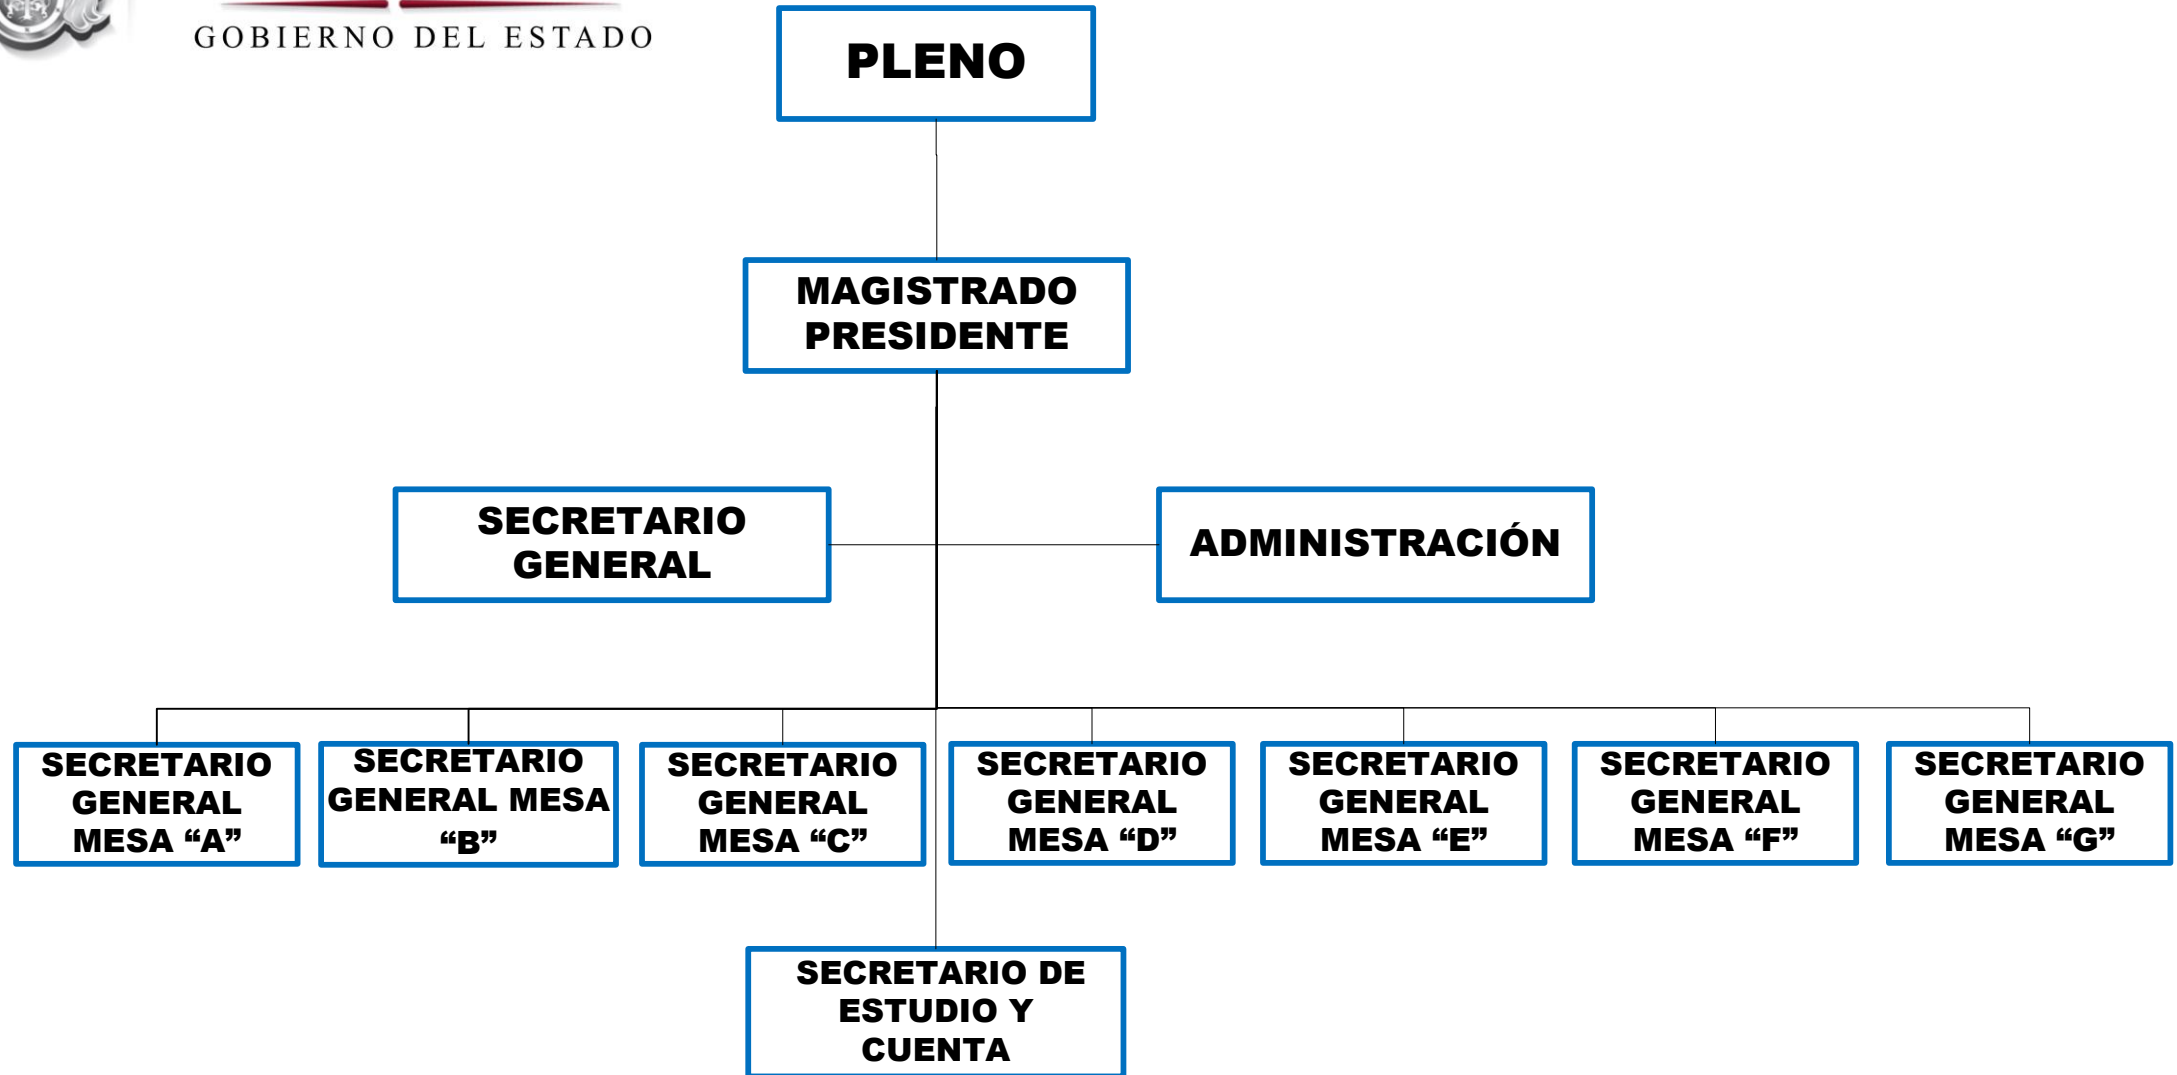 GOBIERNO DEL ESTADO
PLENO
MAGISTRADO
PRESIDENTE
SECRETARIO
GENERAL
ADMINISTRACIÓN
SECRETARIO
GENERAL
MESA “A”
SECRETARIO
GENERAL MESA
“B”
SECRETARIO
GENERAL
MESA “C”
SECRETARIO
GENERAL
MESA “D”
SECRETARIO
GENERAL
MESA “E”
SECRETARIO
GENERAL
MESA “F”
SECRETARIO
GENERAL
MESA “G”
SECRETARIO DE
ESTUDIO Y
CUENTA